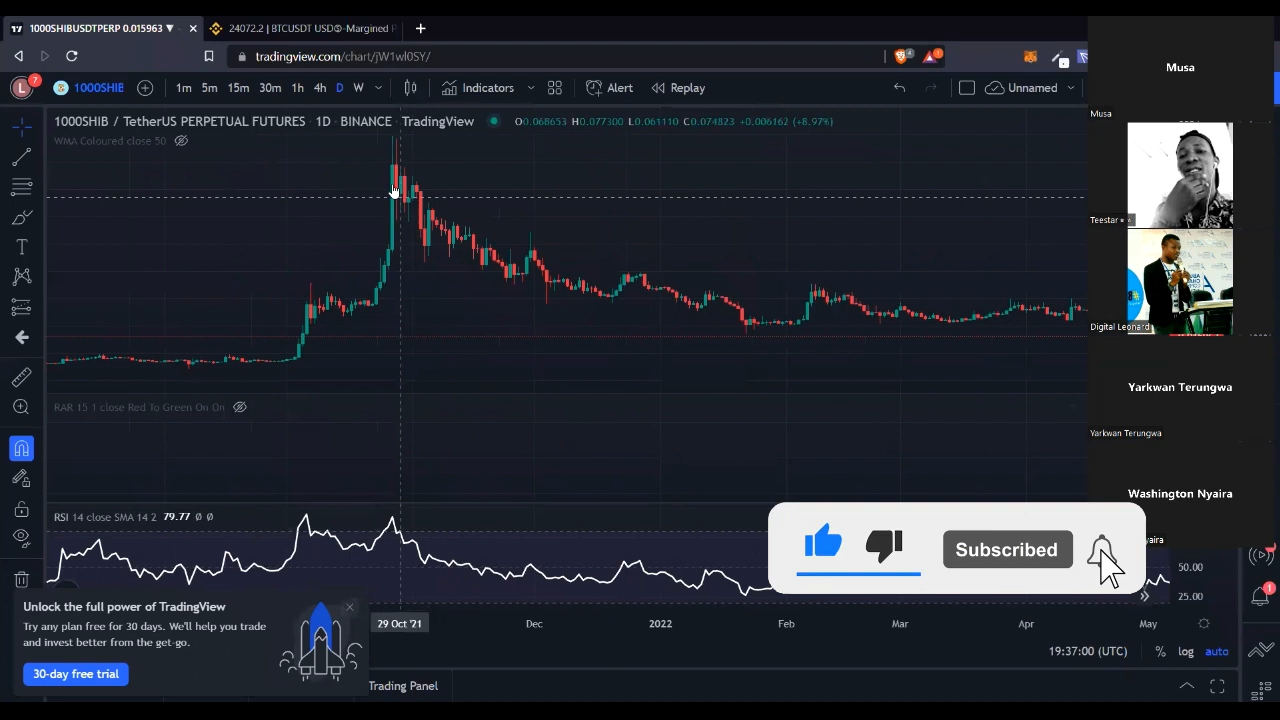 1000SHIBUSDTPERP 0.015963 ▼
24072.2 | BTCUSDT USD©-Margined P
tradingview.com/chart/jW1wl0SY/
L 7 1000SHIB 1m 5m 15m 30m 1h 4h D W Indicators Alert Replay Unnamed
1000SHIB / TetherUS PERPETUAL FUTURES · 1D · BINANCE · TradingView O0.068653 H0.077300 L0.061110 C0.074823 +0.006162 (+8.97%)
WMA Coloured close 50
RAR 15 1 close Red To Green On On
RSI 14 close SMA 14 2 79.77 Ø Ø
50.00
25.00
29 Oct '21 Dec 2022 Feb Mar Apr May
19:37:00 (UTC) % log auto
Trading Panel
Unlock the full power of TradingView
Try any plan free for 30 days. We'll help you trade
and invest better from the get-go.
30-day free trial
Subscribed
Musa
Musa
Teestar
Digital Leonard
Yarkwan Terungwa
Yarkwan Terungwa
Washington Nyaira
yaira
1